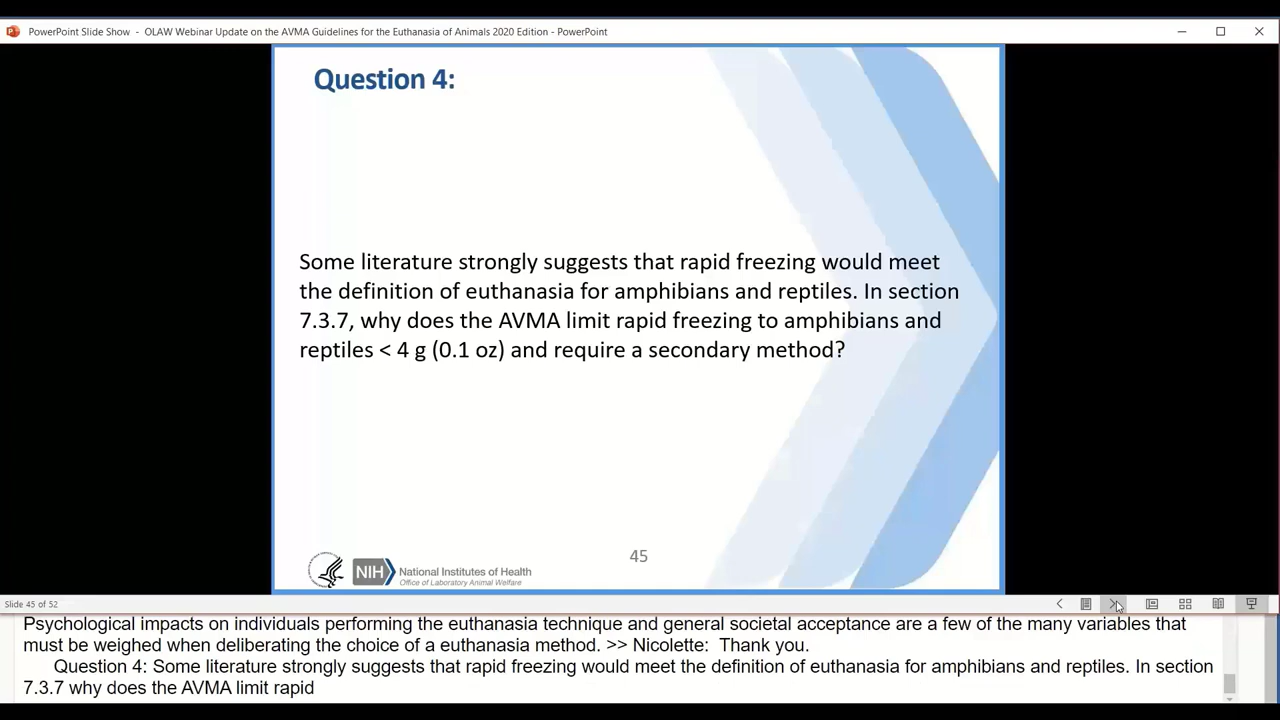 PowerPoint Slide Show - OLAW Webinar Update on the AVMA Guidelines for the Euthanasia of Animals 2020 Edition - PowerPoint
Question 4:
Some literature strongly suggests that rapid freezing would meet
the definition of euthanasia for amphibians and reptiles. In section
7.3.7, why does the AVMA limit rapid freezing to amphibians and
reptiles < 4 g (0.1 oz) and require a secondary method?
45
NIH National Institutes of Health
Office of Laboratory Animal Welfare
Slide 45 of 52
Psychological impacts on individuals performing the euthanasia technique and general societal acceptance are a few of the many variables that
must be weighed when deliberating the choice of a euthanasia method. >> Nicolette:  Thank you.
Question 4: Some literature strongly suggests that rapid freezing would meet the definition of euthanasia for amphibians and reptiles. In section
7.3.7 why does the AVMA limit rapid